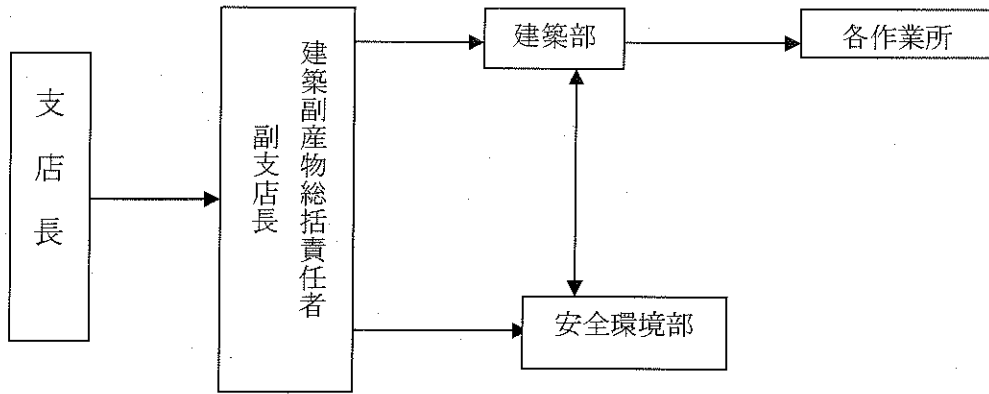 支店長
建築副産物総括責任者
副支店長
建築部
各作業所
安全環境部